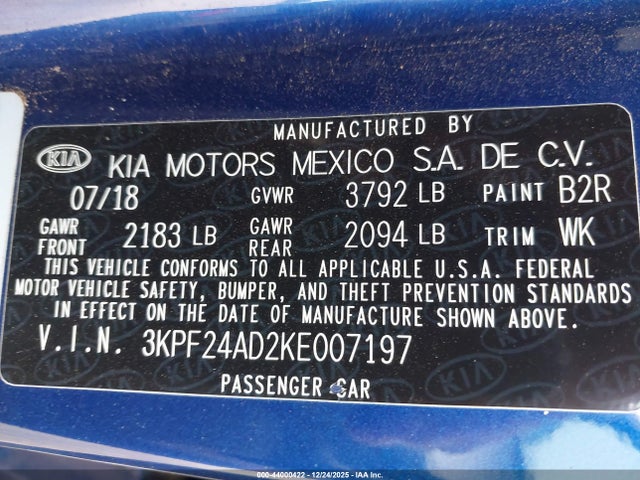 MANUFACTURED BY
KIA KIA MOTORS MEXICO S.A. DE C.V.
07/18 GVWR 3792 LB PAINT B2R
GAWR FRONT 2183 LB GAWR REAR 2094 LB TRIM WK
THIS VEHICLE CONFORMS TO ALL APPLICABLE U.S.A. FEDERAL
MOTOR VEHICLE SAFETY, BUMPER, AND THEFT PREVENTION STANDARDS
IN EFFECT ON THE DATE OF MANUFACTURE SHOWN ABOVE.
V.I.N. 3KPF24AD2KE007197
PASSENGER CAR
000-44000422 - 12/24/2025 - IAA Inc.